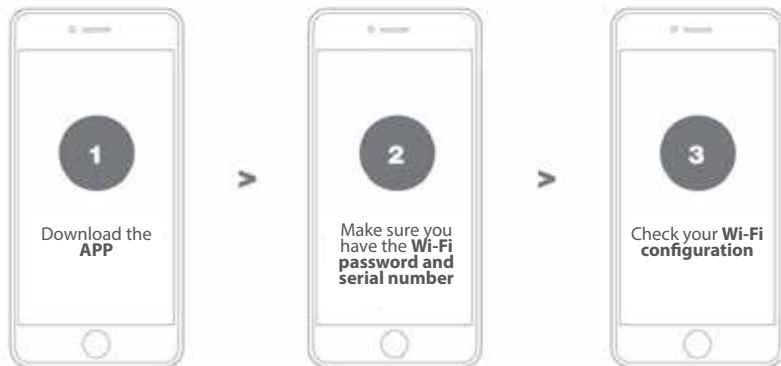 1
Download the
APP
>
2
Make sure you
have the Wi-Fi
password and
serial number
>
3
Check your Wi-Fi
configuration